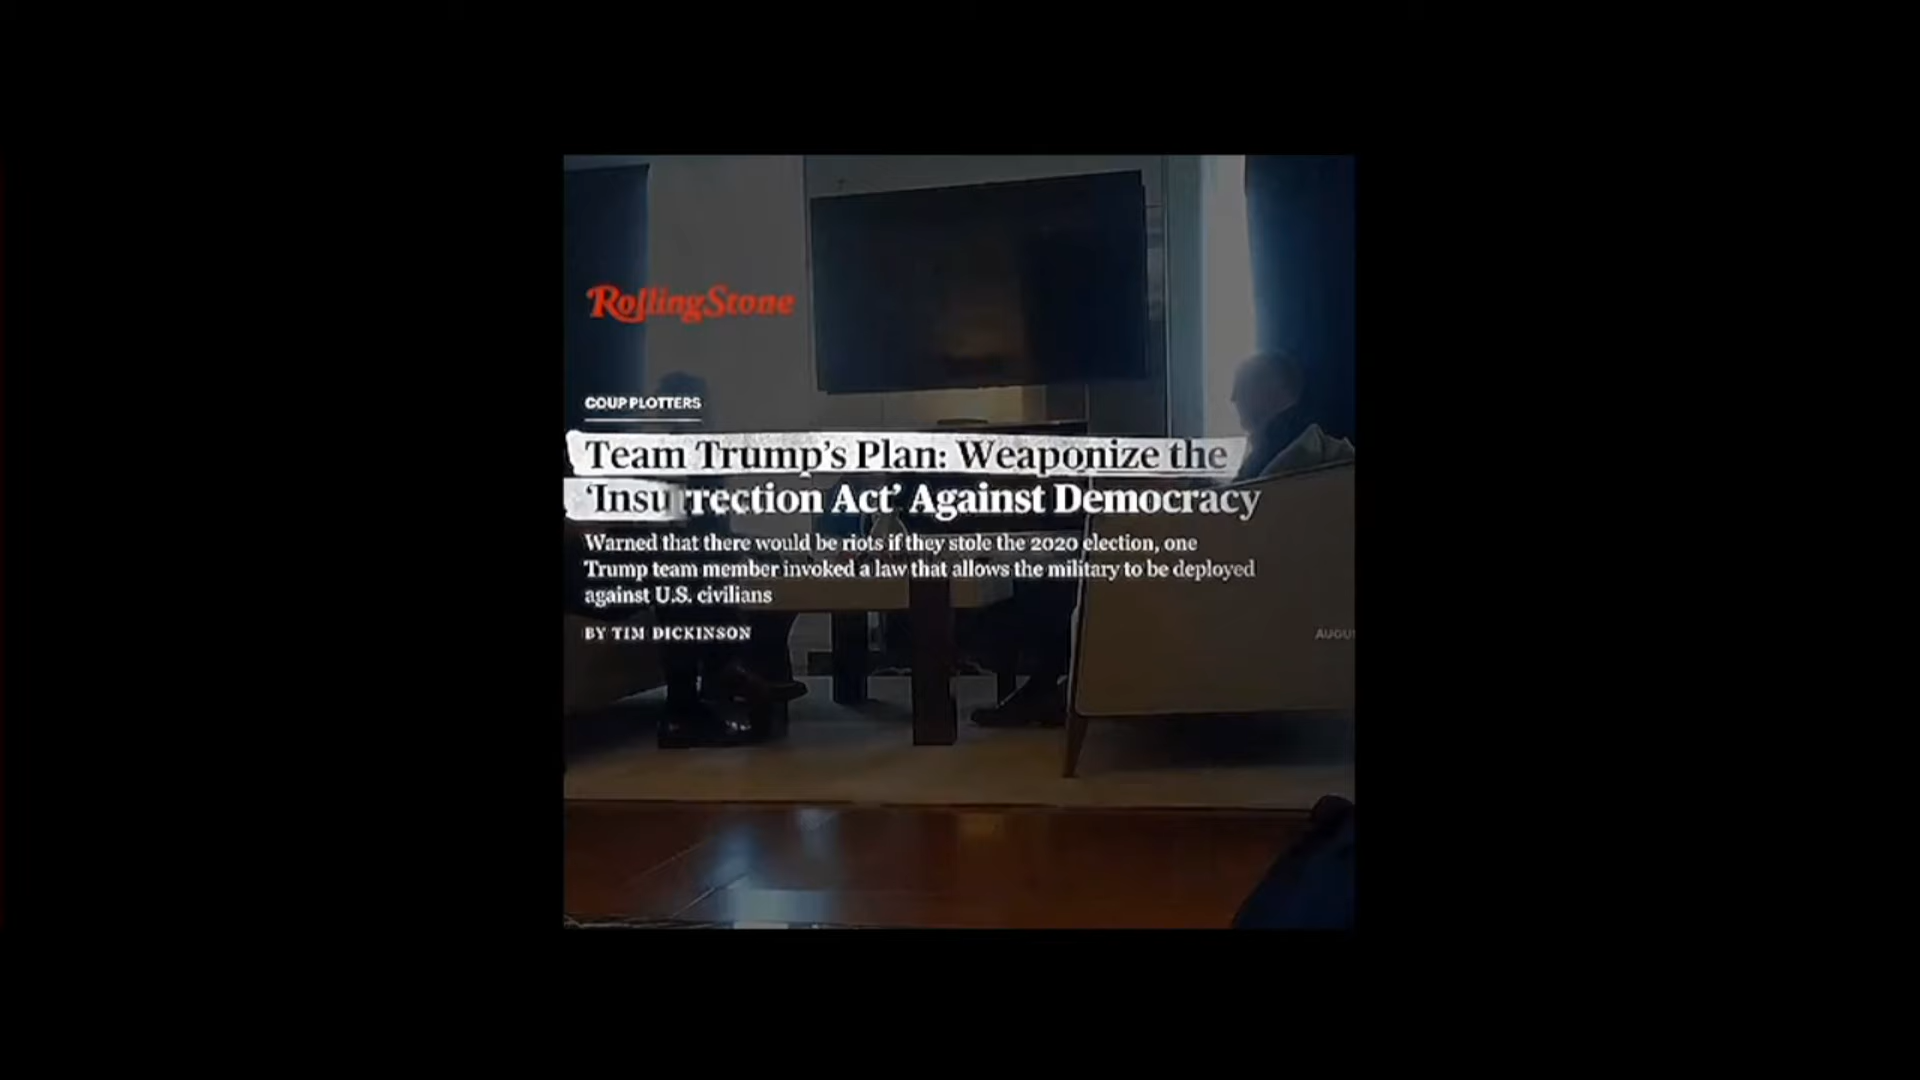 RollingStone
COUP PLOTTERS
Team Trump's Plan: Weaponize the
'Insurrection Act' Against Democracy
Warned that there would be riots if they stole the 2020 election, one
Trump team member invoked a law that allows the military to be deployed
against U.S. civilians
BY TIM DICKINSON
AUGU